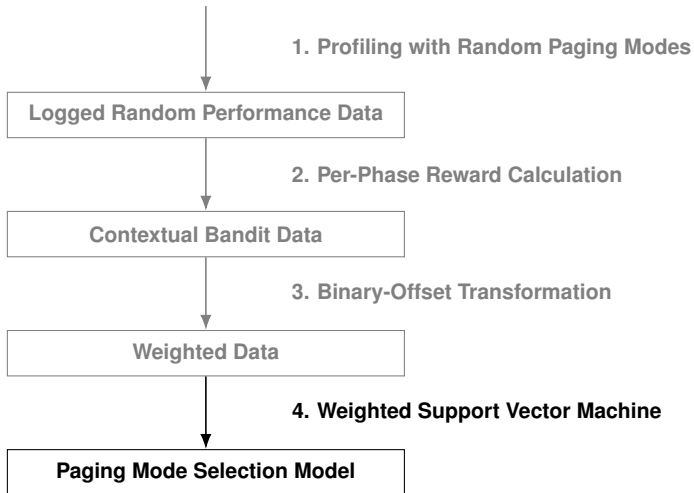 1. Profiling with Random Paging Modes
Logged Random Performance Data
2. Per-Phase Reward Calculation
Contextual Bandit Data
3. Binary-Offset Transformation
Weighted Data
4. Weighted Support Vector Machine
Paging Mode Selection Model